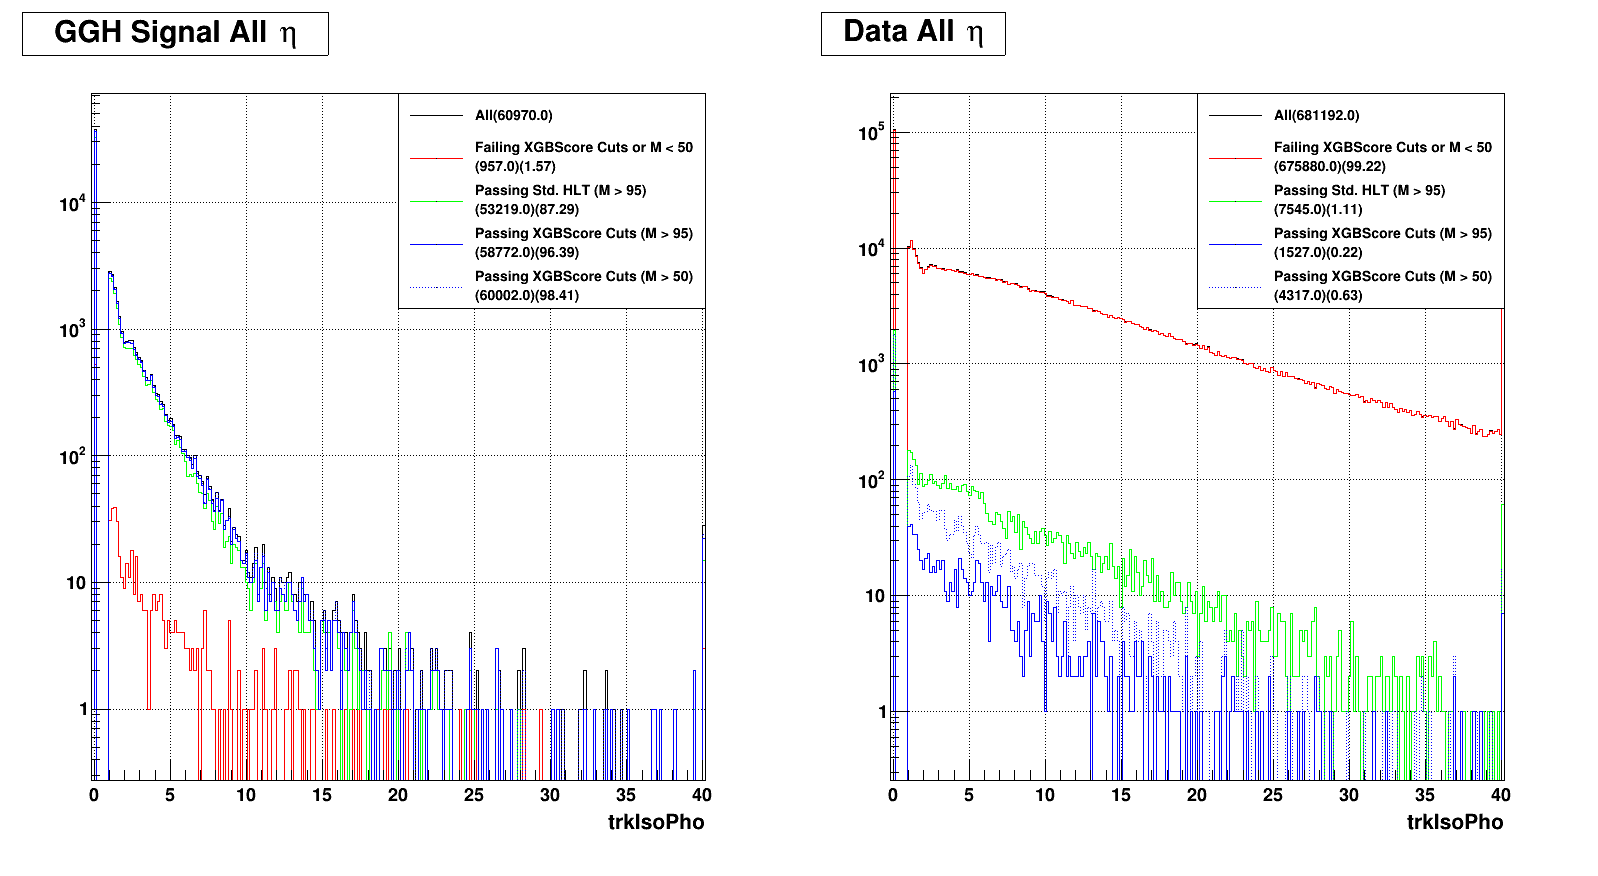 GGH Signal All η
All(60970.0)
Failing XGBScore Cuts or M < 50
(957.0)(1.57)
Passing Std. HLT (M > 95)
(53219.0)(87.29)
Passing XGBScore Cuts (M > 95)
(58772.0)(96.39)
Passing XGBScore Cuts (M > 50)
(60002.0)(98.41)
10⁴
10³
10²
10
1
0 5 10 15 20 25 30 35 40
trkIsoPho
Data All η
All(681192.0)
Failing XGBScore Cuts or M < 50
(675880.0)(99.22)
Passing Std. HLT (M > 95)
(7545.0)(1.11)
Passing XGBScore Cuts (M > 95)
(1527.0)(0.22)
Passing XGBScore Cuts (M > 50)
(4317.0)(0.63)
10⁵
10⁴
10³
10²
10
1
0 5 10 15 20 25 30 35 40
trkIsoPho